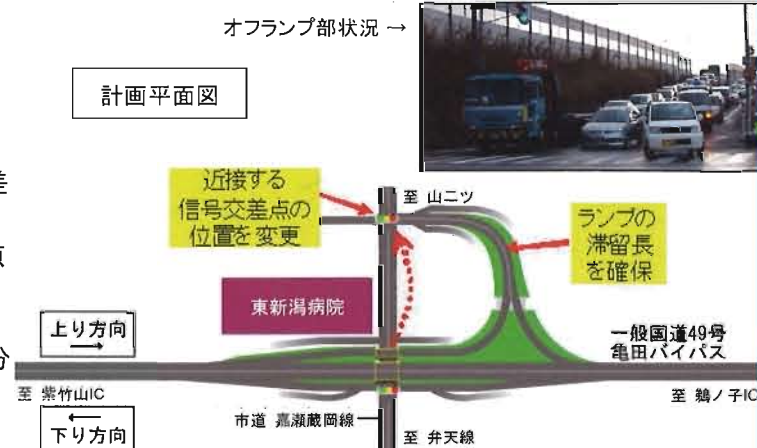 オフランプ部状況 →
計画平面図
差
点
分
近接する
信号交差点の
位置を変更
至 山二ツ
ランプの
滞留長
を確保
東新潟病院
上り方向
→
一般国道49号
亀田バイパス
至 紫竹山IC
至 鵜ノ子IC
←
下り方向
市道 嘉瀬蔵岡線
至 弁天線